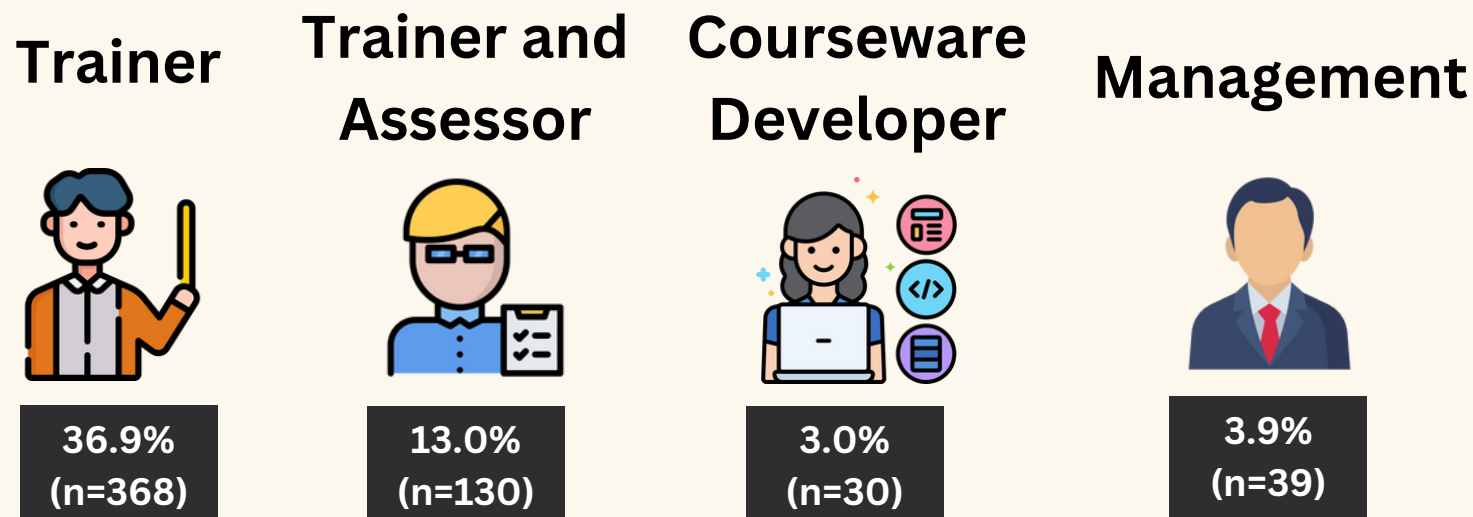 Trainer
Trainer and
Assessor
Courseware
Developer
Management
</>
36.9%
(n=368)
13.0%
(n=130)
3.0%
(n=30)
3.9%
(n=39)